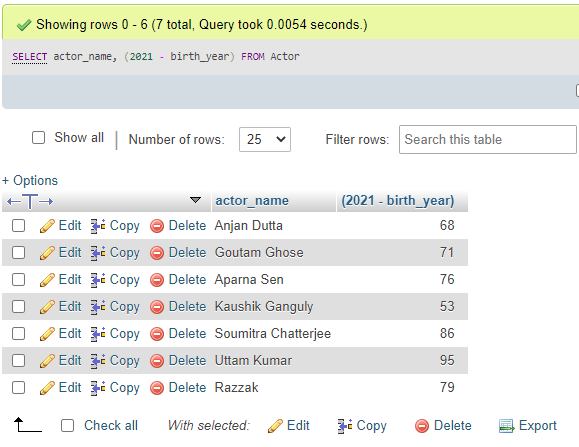 Showing rows 0 - 6 (7 total, Query took 0.0054 seconds.)
SELECT actor_name, (2021 - birth_year) FROM Actor
Show all Number of rows: 25 Filter rows: Search this table
+ Options
actor_name (2021 - birth_year)
Edit Copy Delete Anjan Dutta 68
Edit Copy Delete Goutam Ghose 71
Edit Copy Delete Aparna Sen 76
Edit Copy Delete Kaushik Ganguly 53
Edit Copy Delete Soumitra Chatterjee 86
Edit Copy Delete Uttam Kumar 95
Edit Copy Delete Razzak 79
Check all With selected: Edit Copy Delete Export